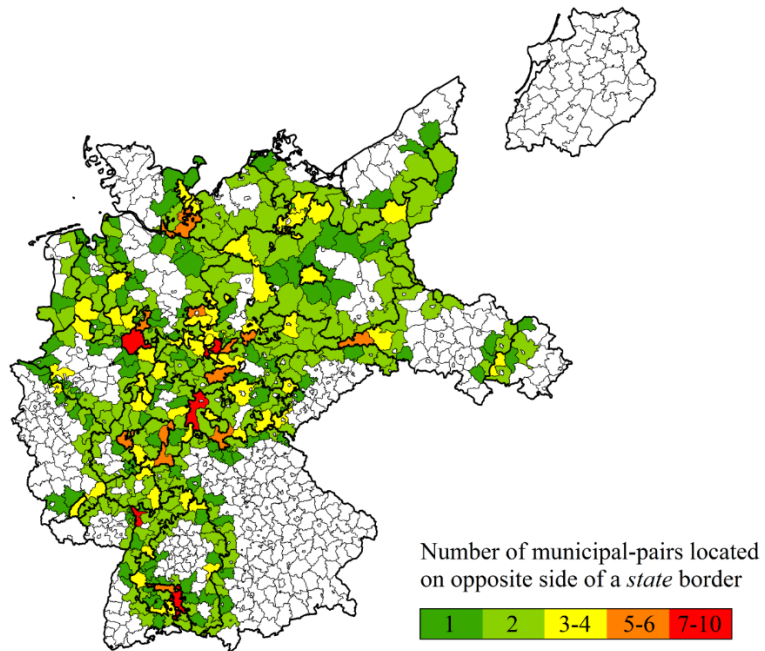 Number of municipal-pairs located
on opposite side of a state border
1 2 3-4 5-6 7-10